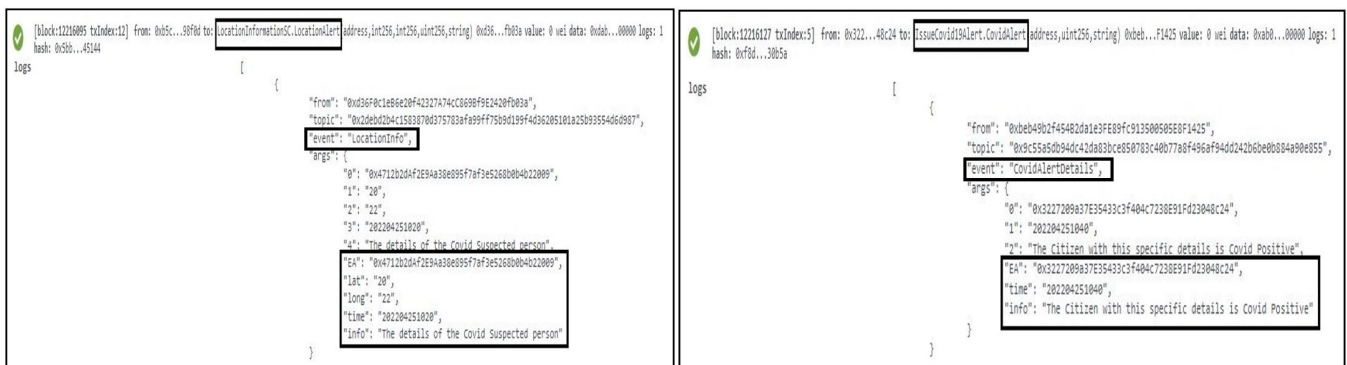 [block:12216095 txIndex:12] from: 0xb5c...98f0d to: LocationInformationSC.LocationAlert(address,int256,int256,uint256,string) 0xd36...fb03a value: 0 wei data: 0xdab...00000 logs: 1
hash: 0x5bb...45144
logs [
{
"from": "0xd36F0c1eB6e20f42327A74cC869Bf9E2420fb03a",
"topic": "0x2debd2b4c1583870d375783afa99ff75b9d199f4d36205101a25b93554d6d987",
"event": "LocationInfo",
"args": {
"0": "0x4712b2dAf2E9Aa38e895f7af3e5268b0b4b22009",
"1": "20",
"2": "22",
"3": "202204251020",
"4": "The details of the Covid Suspected person",
"EA": "0x4712b2dAf2E9Aa38e895f7af3e5268b0b4b22009",
"lat": "20",
"long": "22",
"time": "202204251020",
"info": "The details of the Covid Suspected person"
}
[block:12216127 txIndex:5] from: 0x322...48c24 to: IssueCovid19Alert.CovidAlert(address,uint256,string) 0xbeb...F1425 value: 0 wei data: 0xab0...00000 logs: 1
hash: 0xf8d...30b5a
logs [
{
"from": "0xbeb49b2f454B2da1e3FE89fc913500505E8F1425",
"topic": "0x9c55a5db94dc42da83bce850783c40b77a8f496af94dd242b6be0b884a90e855",
"event": "CovidAlertDetails",
"args": {
"0": "0x3227209a37E35433c3f404c7238E91Fd23048c24",
"1": "202204251040",
"2": "The Citizen with this specific details is Covid Positive",
"EA": "0x3227209a37E35433c3f404c7238E91Fd23048c24",
"time": "202204251040",
"info": "The Citizen with this specific details is Covid Positive"
}
}